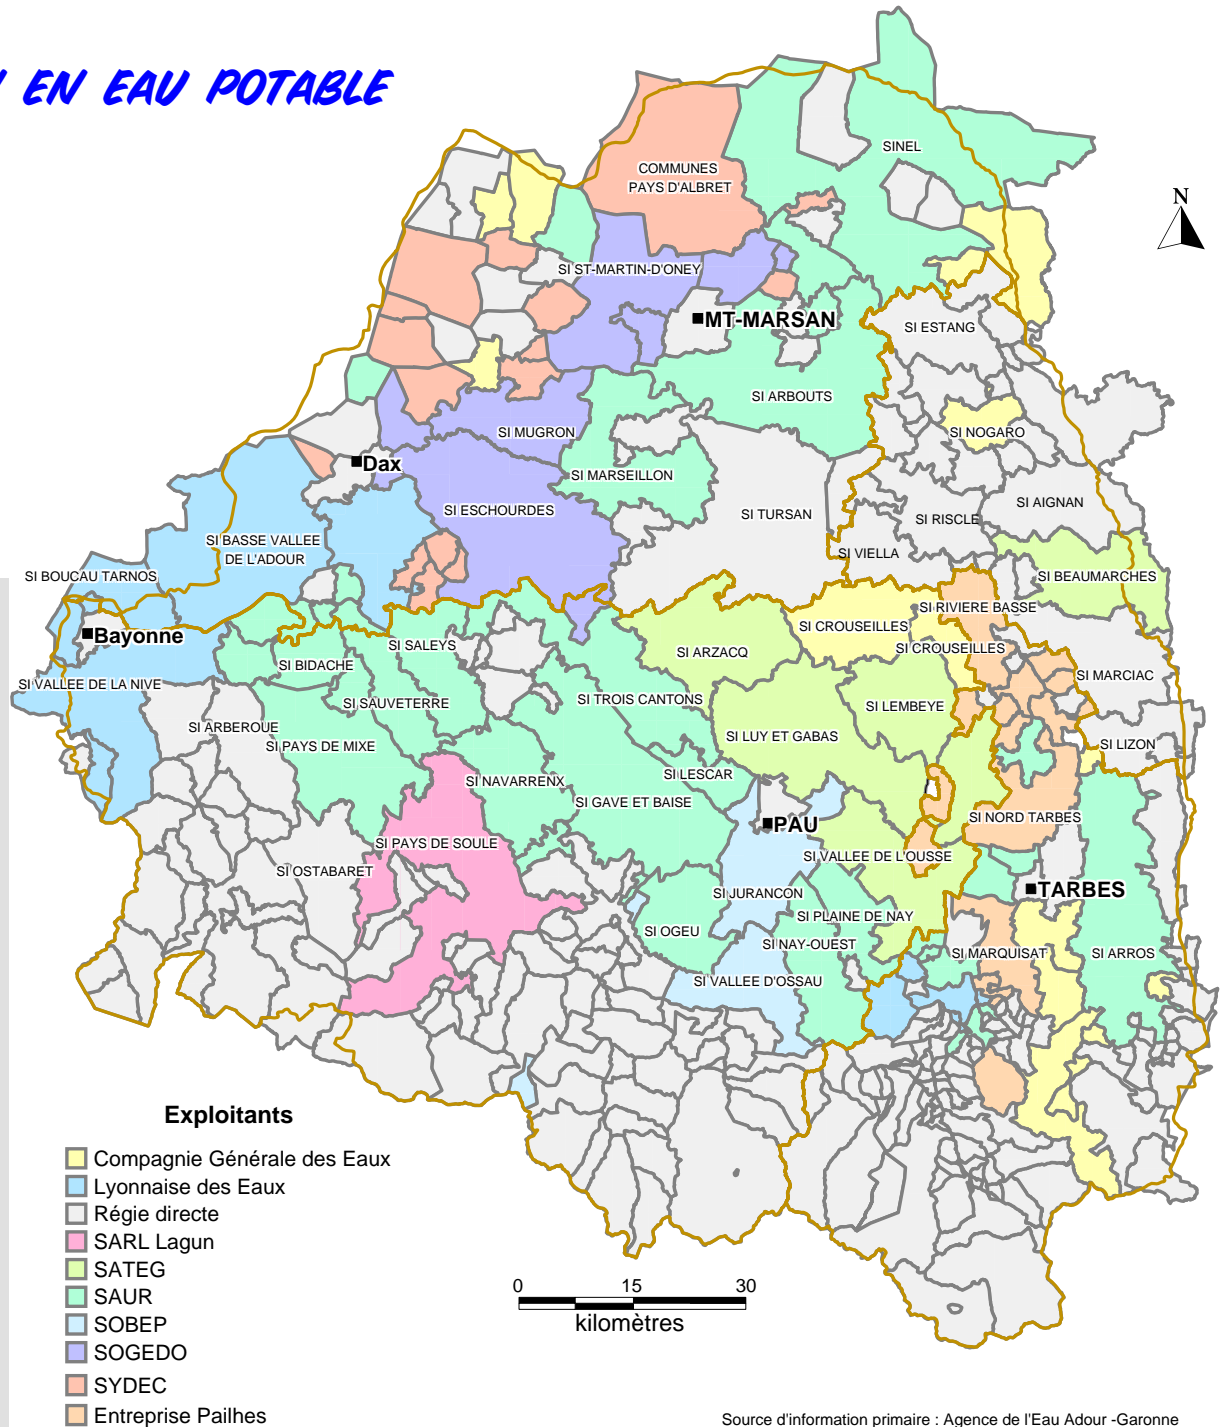 EN EAU POTABLE
N
SINEL
COMMUNES
PAYS D'ALBRET
SI ST-MARTIN-D'ONEY
MT-MARSAN
SI ESTANG
SI ARBOUTS
SI NOGARO
SI MUGRON
Dax
SI MARSEILLON
SI AIGNAN
SI ESCHOURDES
SI TURSAN
SI RISCLE
SI BASSE VALLEE
DE L'ADOUR
SI VIELLA
SI BOUCAU TARNOS
SI BEAUMARCHES
SI RIVIERE BASSE
Bayonne
SI CROUSEILLES
SI SALEYS
SI CROUSEILLES
SI ARZACQ
SI BIDACHE
SI MARCIAC
SI VALLEE DE LA NIVE
SI TROIS CANTONS
SI SAUVETERRE
SI LEMBEYE
SI ARBEROUE
SI LUY ET GABAS
SI PAYS DE MIXE
SI LIZON
SI LESCAR
SI NAVARRENX
SI GAVE ET BAISE
SI NORD TARBES
PAU
SI PAYS DE SOULE
SI VALLEE DE L'OUSSE
SI OSTABARET
TARBES
SI JURANCON
SI PLAINE DE NAY
SI OGEU
SI NAY-OUEST
SI MARQUISAT
SI ARROS
SI VALLEE D'OSSAU
Exploitants
Compagnie Générale des Eaux
Lyonnaise des Eaux
Régie directe
SARL Lagun
SATEG
SAUR
SOBEP
SOGEDO
SYDEC
Entreprise Pailhes
0 15 30
kilomètres
Source d'information primaire : Agence de l'Eau Adour -Garonne